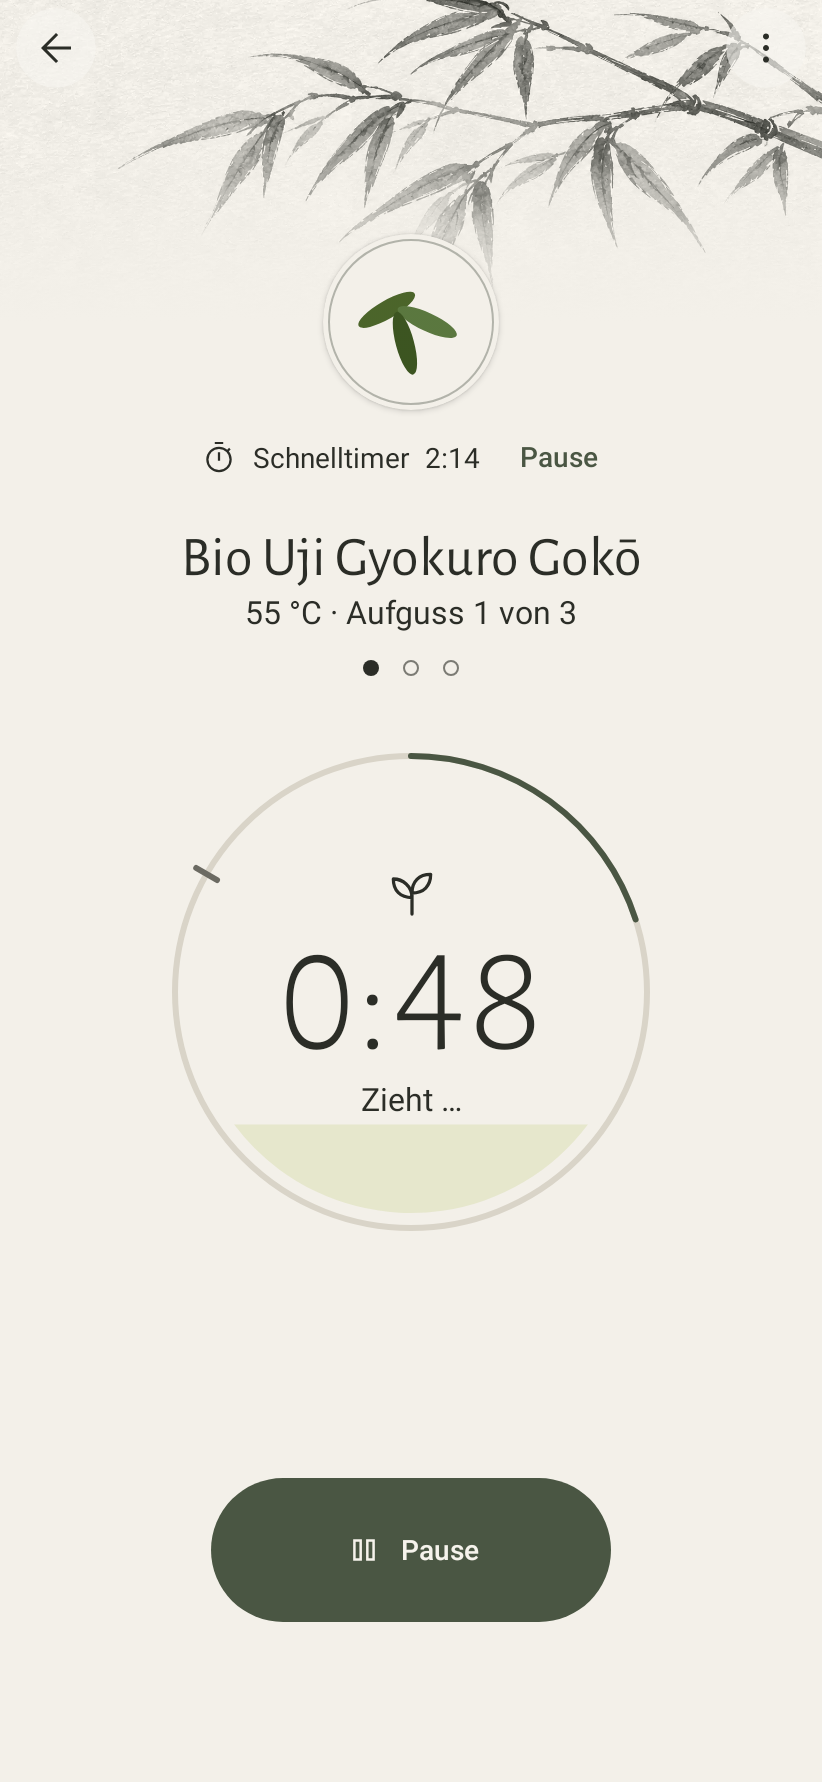 Schnelltimer 2:14 Pause
Bio Uji Gyokuro Gokō
55 °C · Aufguss 1 von 3
0:48
Zieht …
Pause